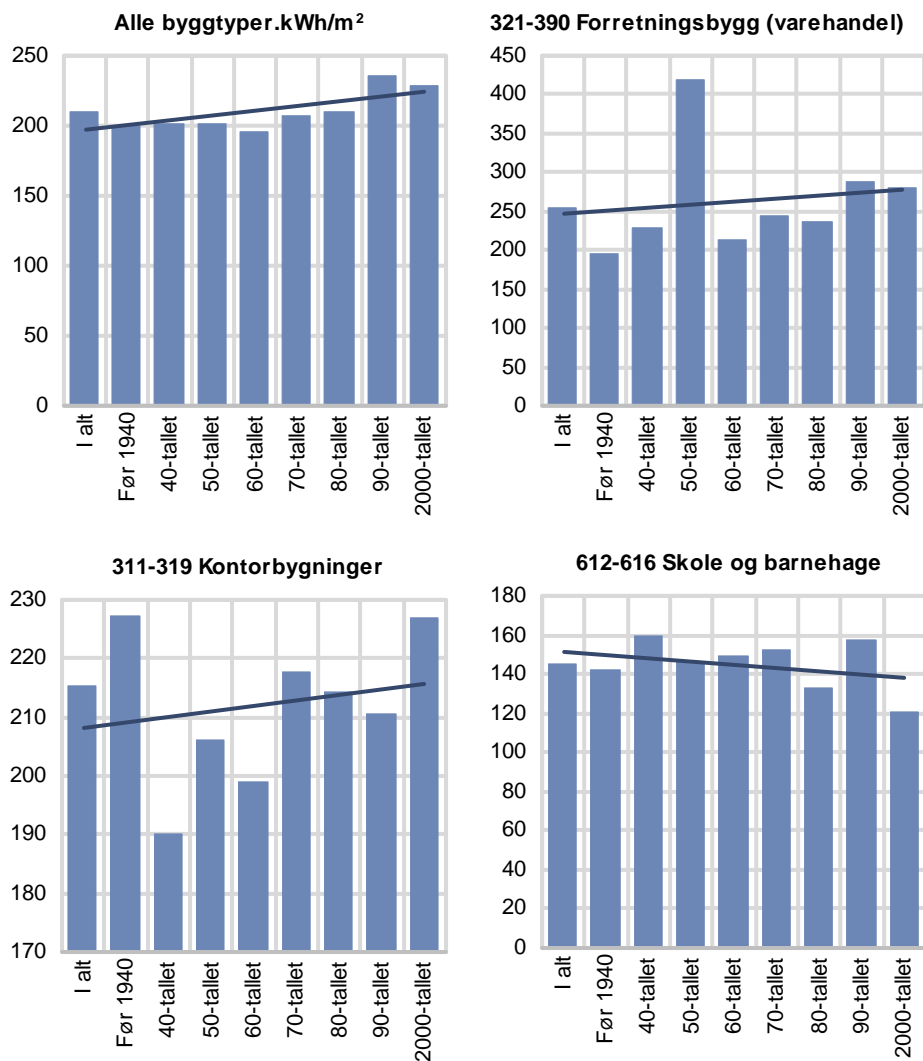 Alle byggtyper.kWh/m²
250
200
150
100
50
0
I alt
Før 1940
40-tallet
50-tallet
60-tallet
70-tallet
80-tallet
90-tallet
2000-tallet
321-390 Forretningsbygg (varehandel)
450
400
350
300
250
200
150
100
50
0
I alt
Før 1940
40-tallet
50-tallet
60-tallet
70-tallet
80-tallet
90-tallet
2000-tallet
311-319 Kontorbygninger
230
220
210
200
190
180
170
I alt
Før 1940
40-tallet
50-tallet
60-tallet
70-tallet
80-tallet
90-tallet
2000-tallet
612-616 Skole og barnehage
180
160
140
120
100
80
60
40
20
0
I alt
Før 1940
40-tallet
50-tallet
60-tallet
70-tallet
80-tallet
90-tallet
2000-tallet